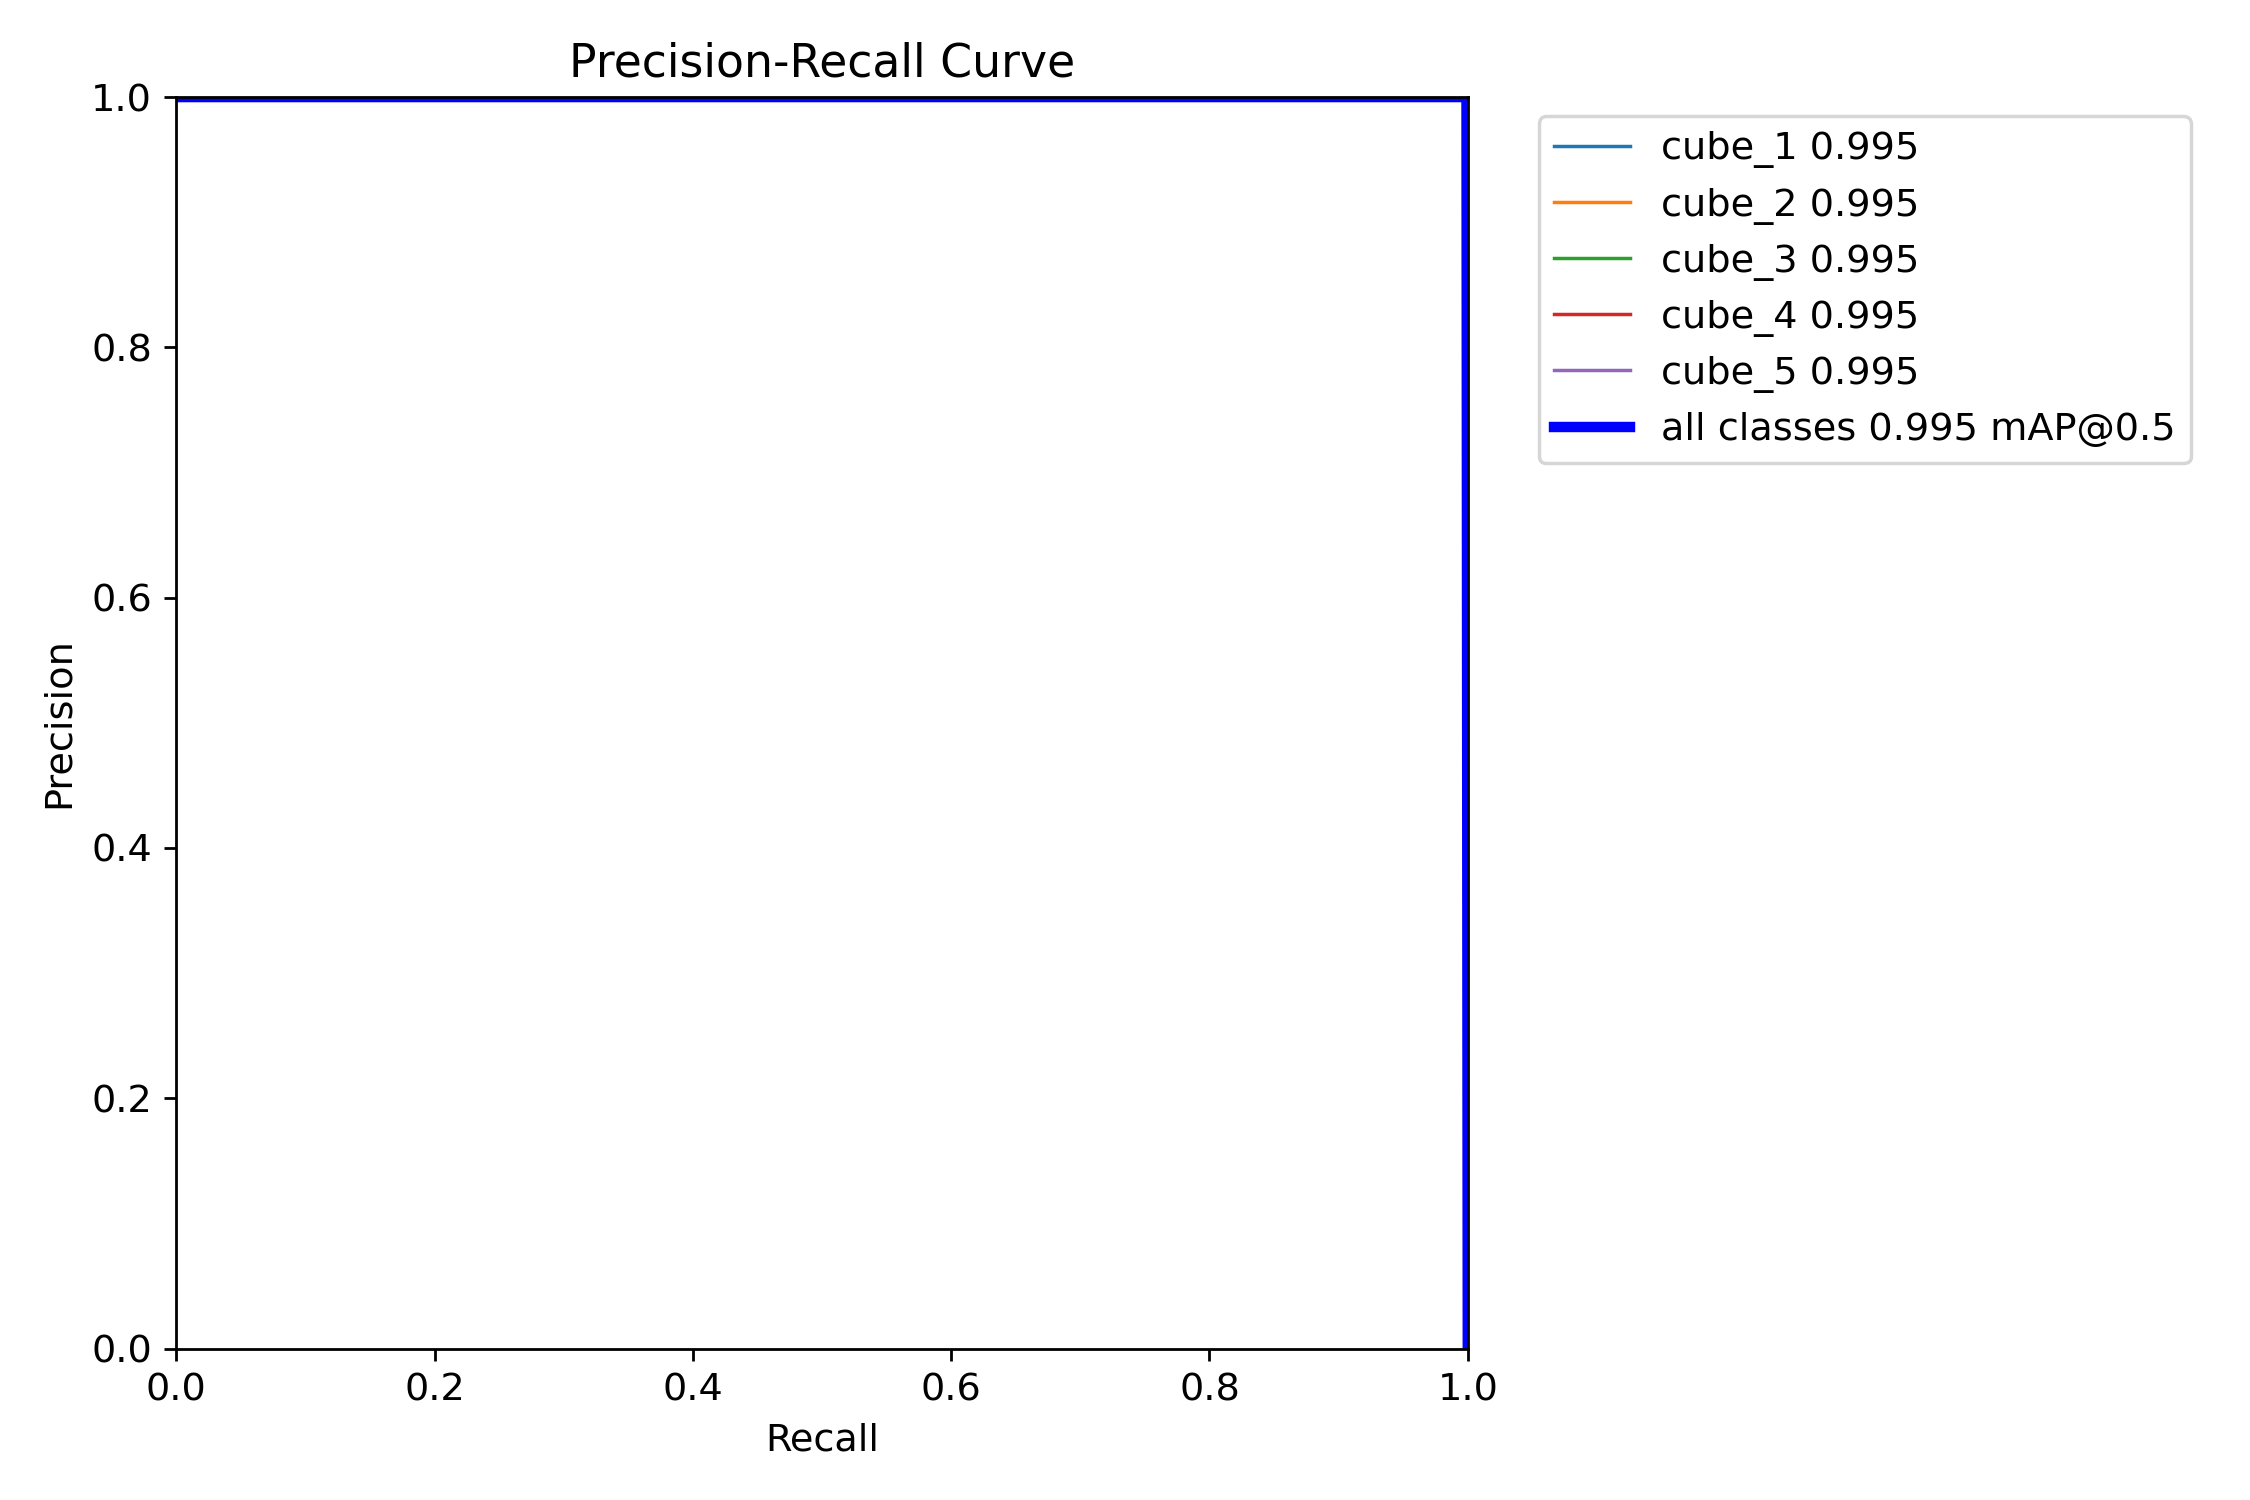 Precision-Recall Curve
1.0
0.8
0.6
0.4
0.2
0.0
Precision
0.0 0.2 0.4 0.6 0.8 1.0
Recall
cube_1 0.995
cube_2 0.995
cube_3 0.995
cube_4 0.995
cube_5 0.995
all classes 0.995 mAP@0.5